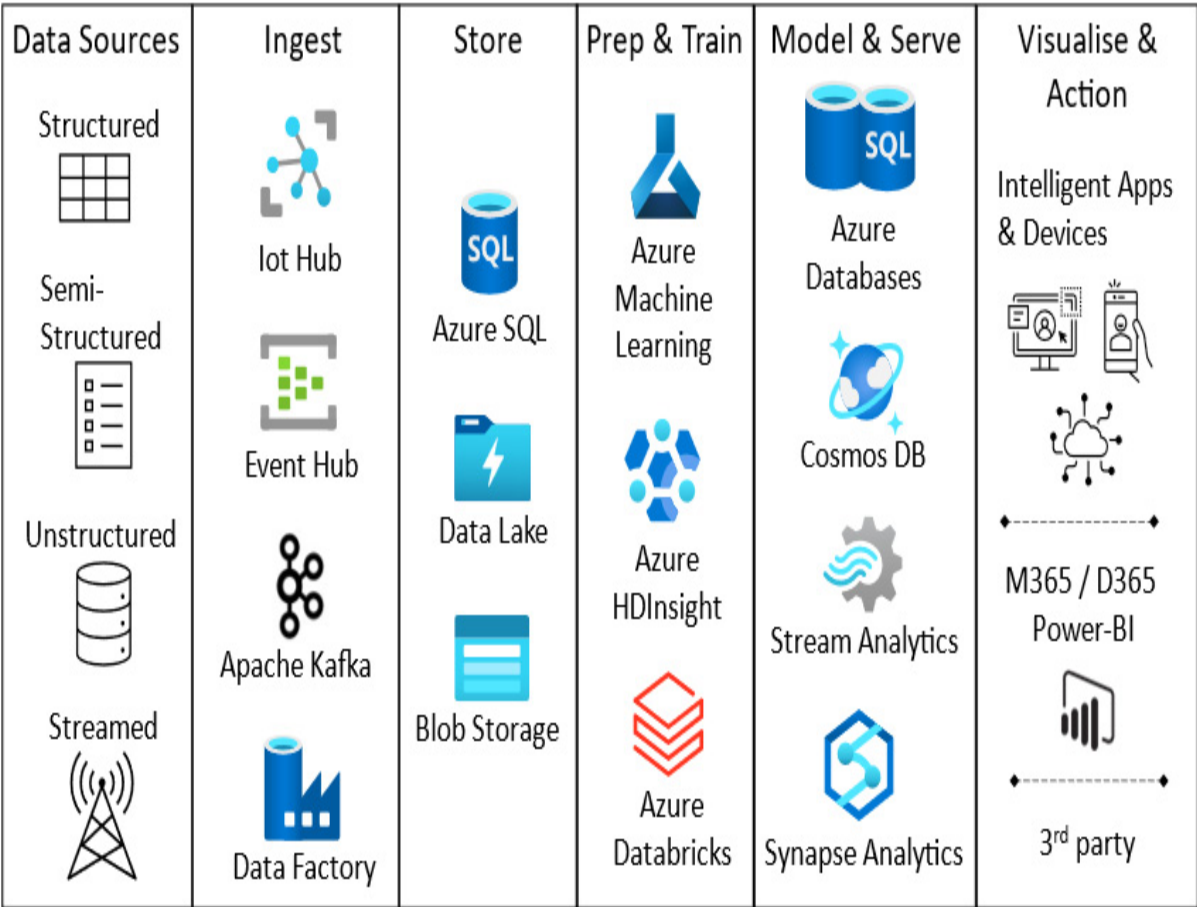 Data Sources
Structured
Semi-
Structured
Unstructured
Streamed
Ingest
Iot Hub
Event Hub
Apache Kafka
Data Factory
Store
SQL
Azure SQL
Data Lake
Blob Storage
Prep & Train
Azure
Machine
Learning
Azure
HDInsight
Azure
Databricks
Model & Serve
SQL
Azure
Databases
Cosmos DB
Stream Analytics
Synapse Analytics
Visualise &
Action
Intelligent Apps
& Devices
M365 / D365
Power-BI
3rd party